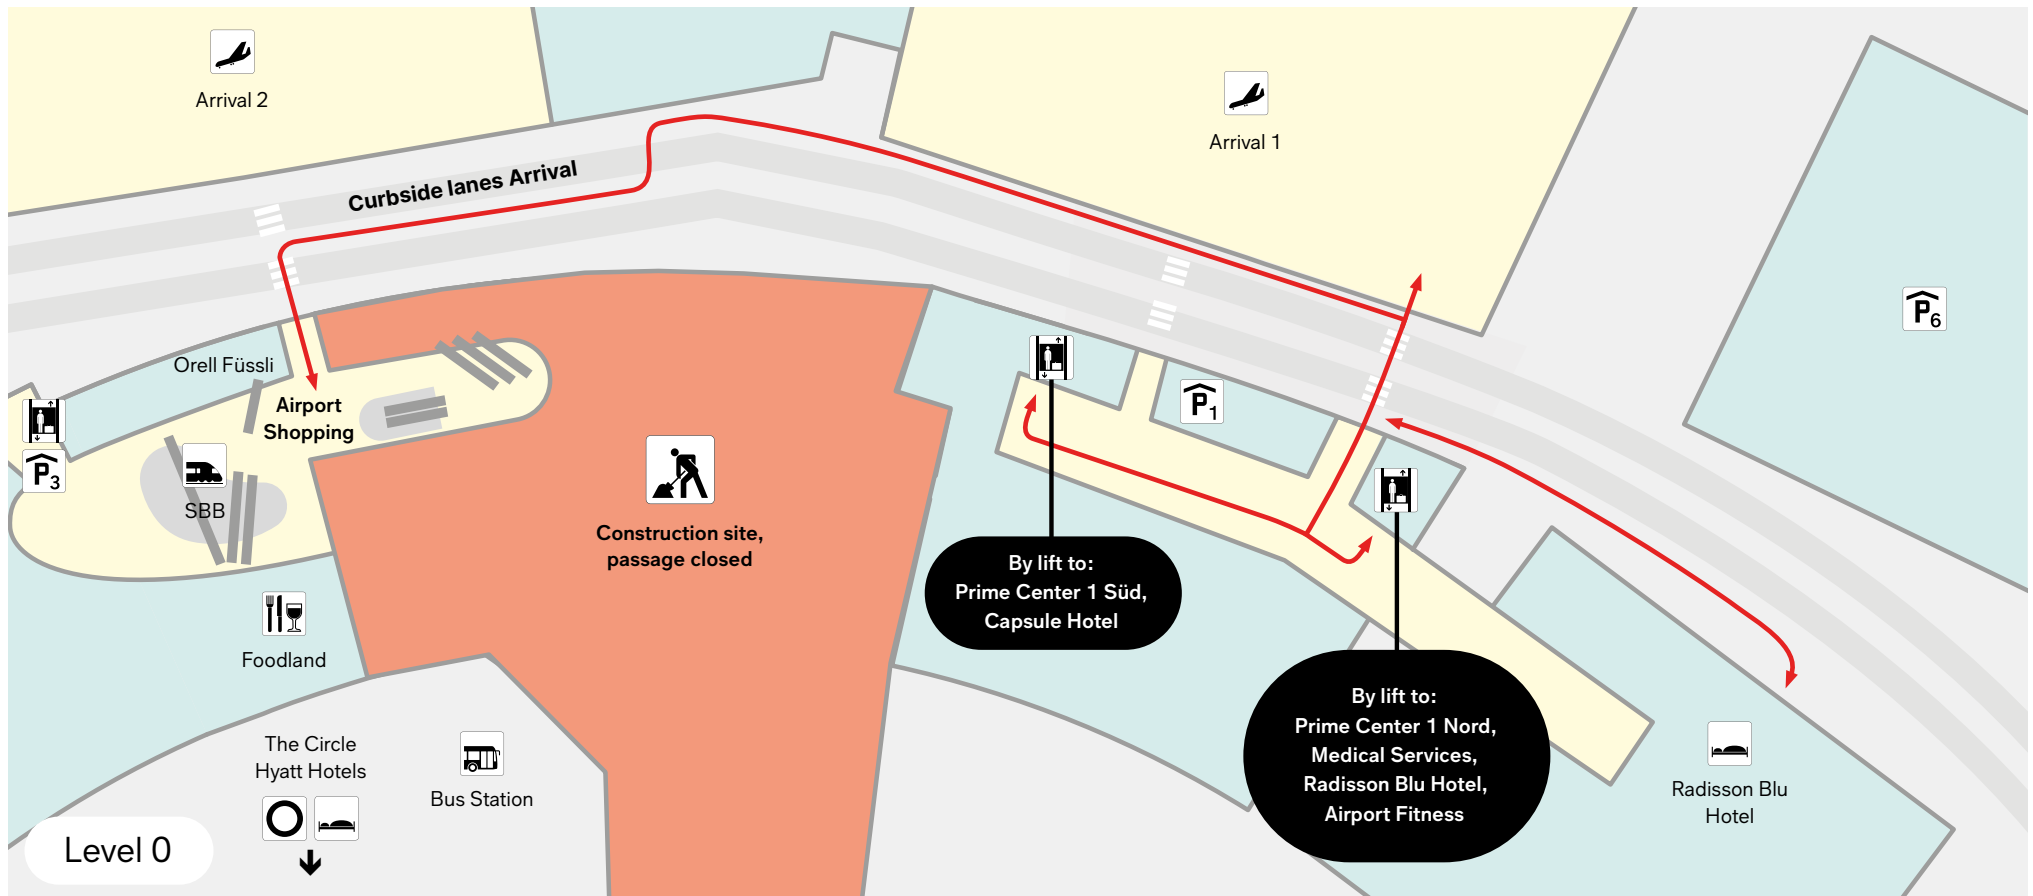 Arrival 2
Arrival 1
Curbside lanes Arrival
P6
Orell Füssli
P1
Airport
Shopping
P3
SBB
Construction site,
passage closed
By lift to:
Prime Center 1 Süd,
Capsule Hotel
Foodland
By lift to:
Prime Center 1 Nord,
Medical Services,
Radisson Blu Hotel,
Airport Fitness
The Circle
Hyatt Hotels
Bus Station
Radisson Blu
Hotel
Level 0